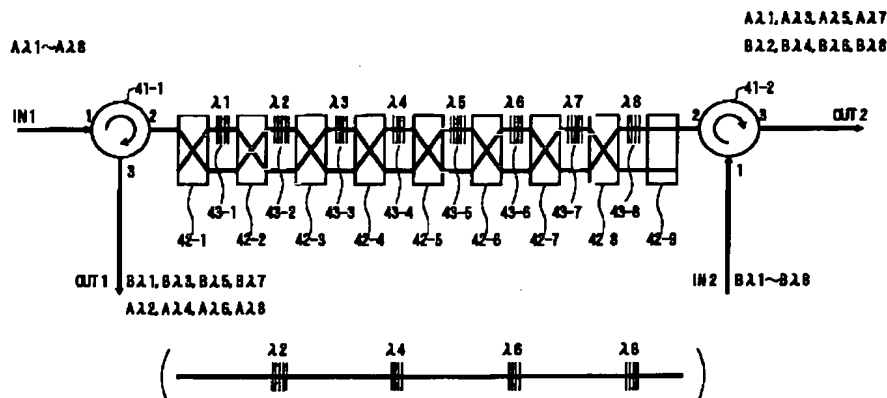 Aλ1~Aλ8
Aλ1, Aλ3, Aλ5, Aλ7
Bλ2, Bλ4, Bλ6, Bλ8
41-1
41-2
λ1 λ2 λ3 λ4 λ5 λ6 λ7 λ8
IN1 1 2 2 3 OUT2
3 1
43-1 43-2 43-3 43-4 43-5 43-6 43-7 43-8
42-1 42-2 42-3 42-4 42-5 42-6 42-7 42 8 42-9
OUT1 Bλ1, Bλ3, Bλ5, Bλ7
Aλ2, Aλ4, Aλ6, Aλ8
IN2 Bλ1~Bλ8
λ2 λ4 λ6 λ8